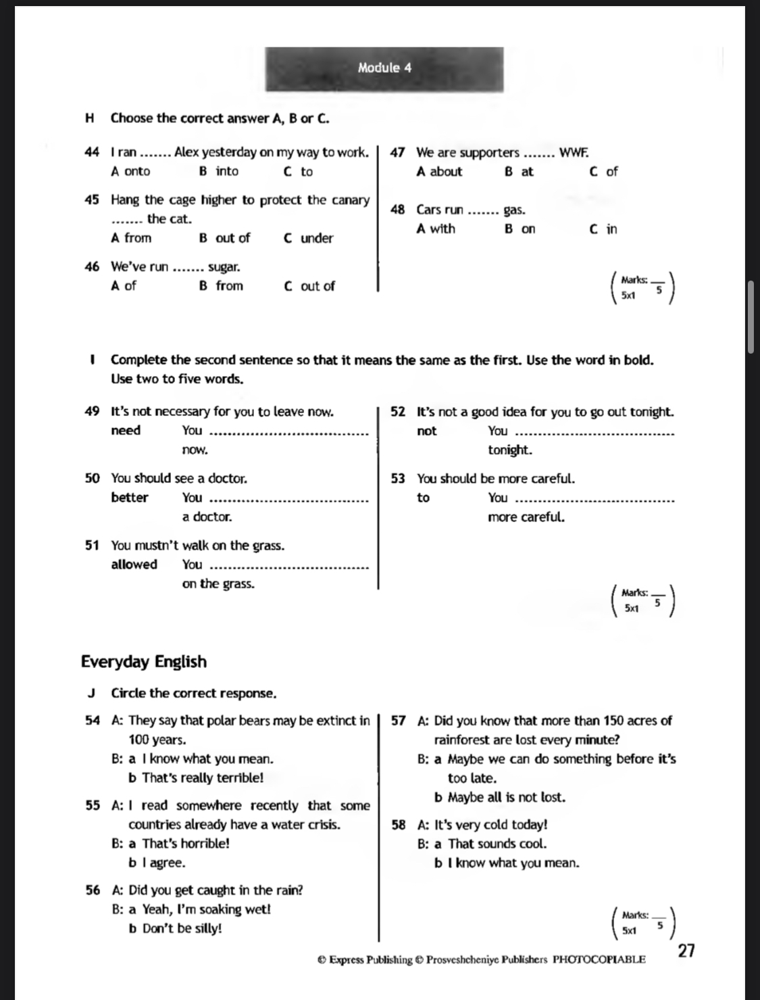 Module 4
H Choose the correct answer A, B or C.
44 I ran ....... Alex yesterday on my way to work.
A onto B into C to
45 Hang the cage higher to protect the canary
....... the cat.
A from B out of C under
46 We've run ....... sugar.
A of B from C out of
47 We are supporters ....... WWF.
A about B at C of
48 Cars run ....... gas.
A with B on C in
Marks: __
5x1 5
I Complete the second sentence so that it means the same as the first. Use the word in bold.
Use two to five words.
49 It's not necessary for you to leave now.
need You ...................................
now.
50 You should see a doctor.
better You ...................................
a doctor.
51 You mustn't walk on the grass.
allowed You ...................................
on the grass.
52 It's not a good idea for you to go out tonight.
not You ...................................
tonight.
53 You should be more careful.
to You ...................................
more careful.
Marks: __
5x1 5
Everyday English
J Circle the correct response.
54 A: They say that polar bears may be extinct in
100 years.
B: a I know what you mean.
b That's really terrible!
55 A: I read somewhere recently that some
countries already have a water crisis.
B: a That's horrible!
b I agree.
56 A: Did you get caught in the rain?
B: a Yeah, I'm soaking wet!
b Don't be silly!
57 A: Did you know that more than 150 acres of
rainforest are lost every minute?
B: a Maybe we can do something before it's
too late.
b Maybe all is not lost.
58 A: It's very cold today!
B: a That sounds cool.
b I know what you mean.
Marks: __
5x1 5
27
© Express Publishing © Prosveshcheniye Publishers PHOTOCOPIABLE